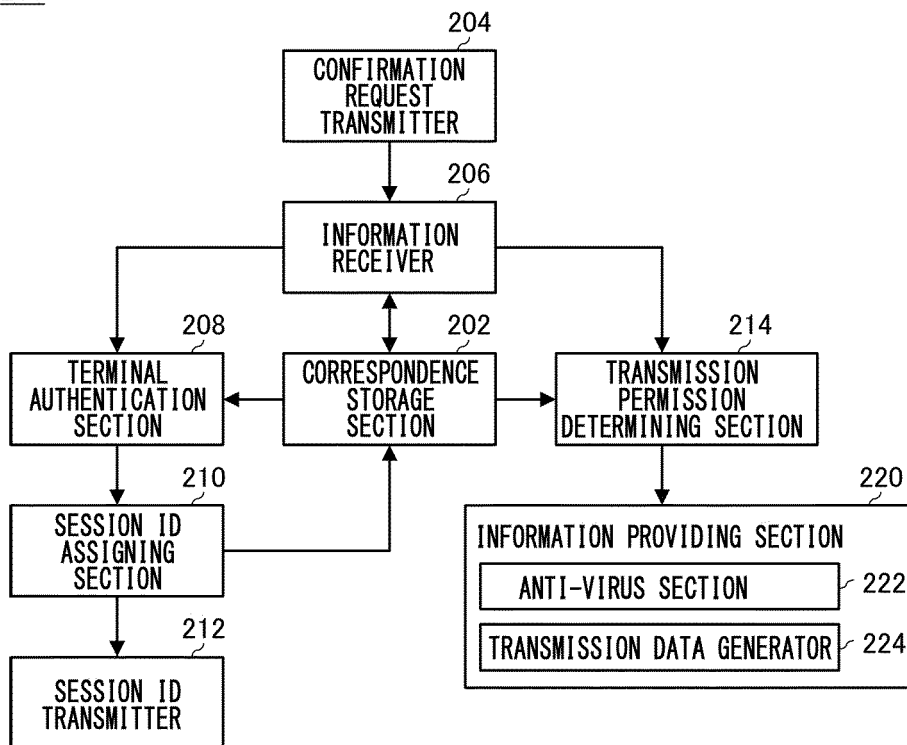 204
CONFIRMATION
REQUEST
TRANSMITTER
206
INFORMATION
RECEIVER
208
TERMINAL
AUTHENTICATION
SECTION
202
CORRESPONDENCE
STORAGE
SECTION
214
TRANSMISSION
PERMISSION
DETERMINING SECTION
210
SESSION ID
ASSIGNING
SECTION
220
INFORMATION PROVIDING SECTION
ANTI-VIRUS SECTION
222
TRANSMISSION DATA GENERATOR
224
212
SESSION ID
TRANSMITTER